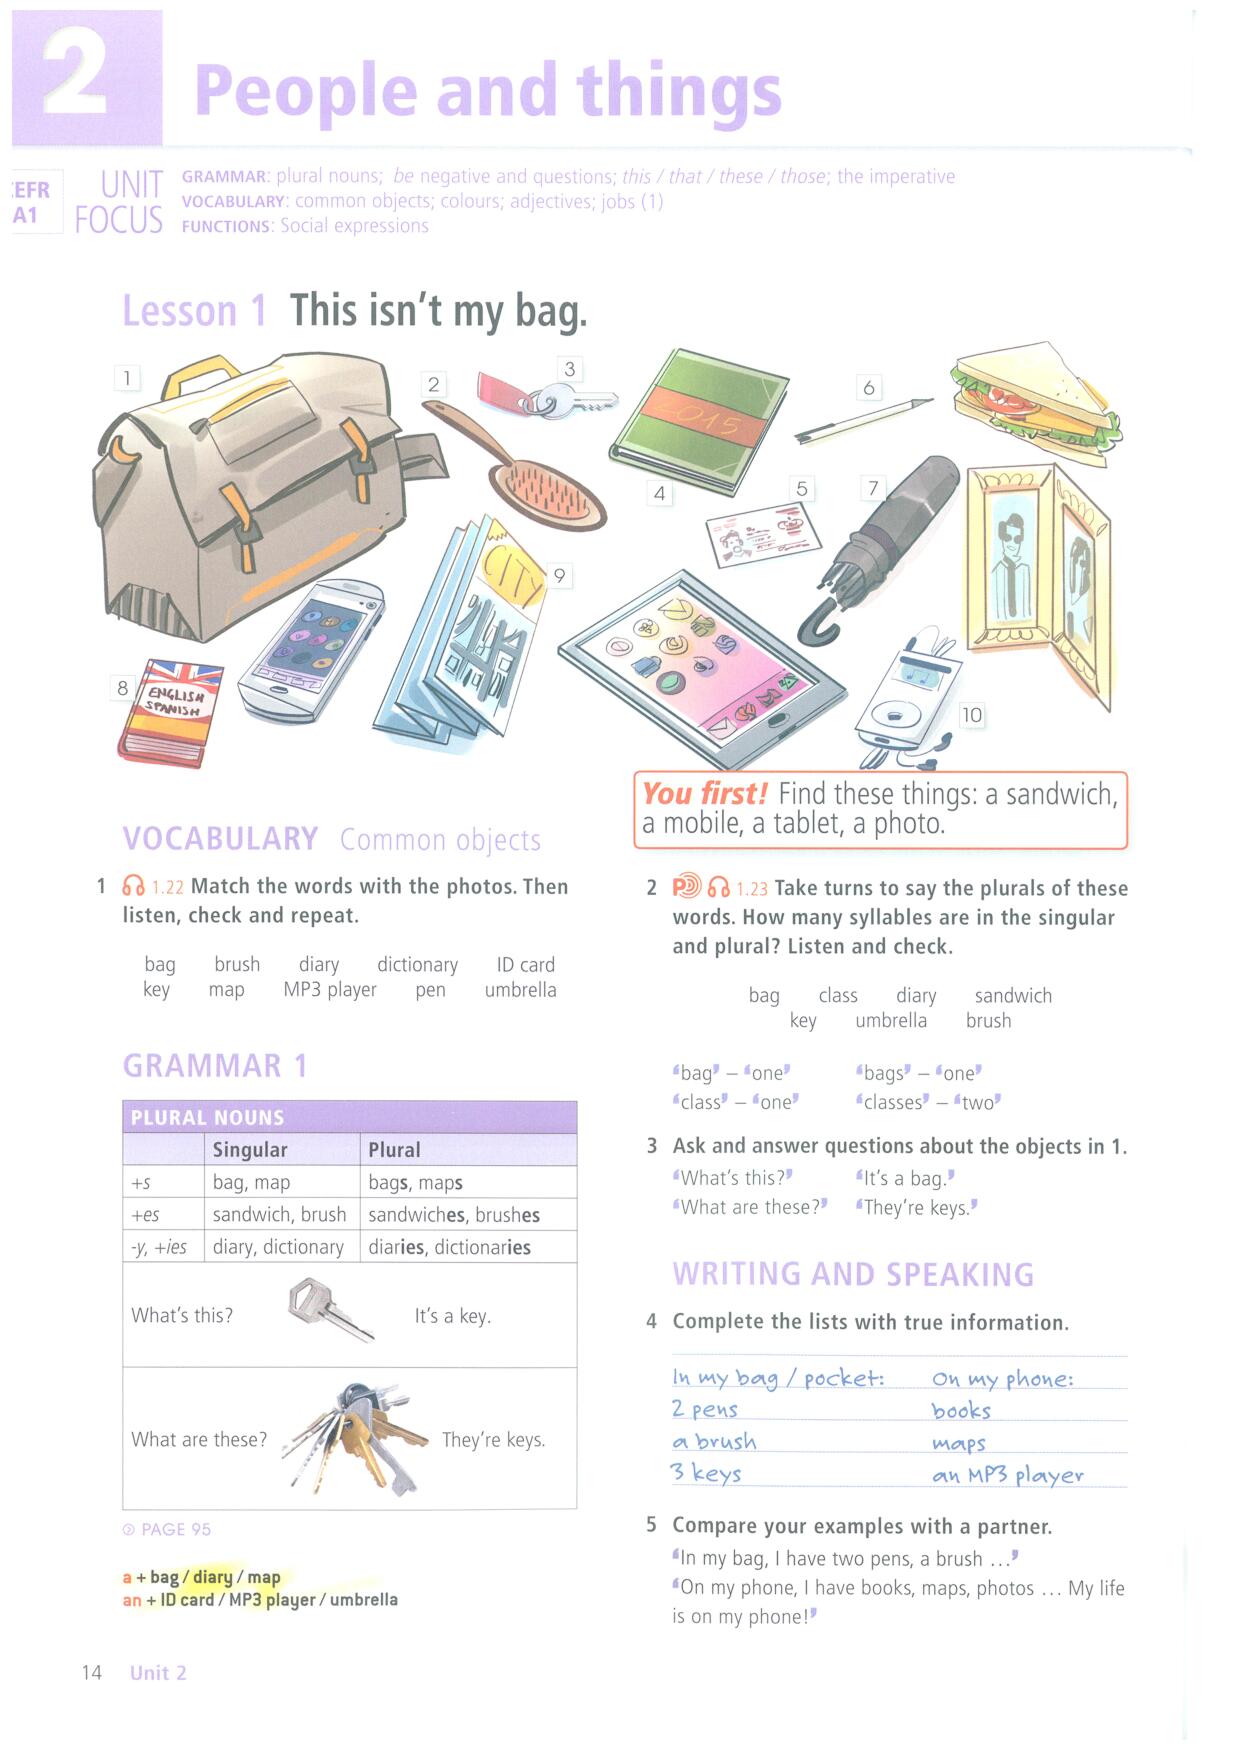 2
People and things
CEFR
A1
UNIT
FOCUS
GRAMMAR: plural nouns; be negative and questions; this / that / these / those; the imperative
VOCABULARY: common objects; colours; adjectives; jobs (1)
FUNCTIONS: Social expressions
Lesson 1 This isn't my bag.
1
2
3
4
2015
5
6
7
8
ENGLISH
SPANISH
9
CITY
10
You first! Find these things: a sandwich,
a mobile, a tablet, a photo.
VOCABULARY Common objects
1 1.22 Match the words with the photos. Then
listen, check and repeat.
bag brush diary dictionary ID card
key map MP3 player pen umbrella
GRAMMAR 1
PLURAL NOUNS
Singular Plural
+s bag, map bags, maps
+es sandwich, brush sandwiches, brushes
-y, +ies diary, dictionary diaries, dictionaries
What's this? It's a key.
What are these? They're keys.
PAGE 95
a + bag / diary / map
an + ID card / MP3 player / umbrella
2 P 1.23 Take turns to say the plurals of these
words. How many syllables are in the singular
and plural? Listen and check.
bag class diary sandwich
key umbrella brush
'bag' – 'one' 'bags' – 'one'
'class' – 'one' 'classes' – 'two'
3 Ask and answer questions about the objects in 1.
'What's this?' 'It's a bag.'
'What are these?' 'They're keys.'
WRITING AND SPEAKING
4 Complete the lists with true information.
In my bag / pocket: On my phone:
2 pens books
a brush maps
3 keys an MP3 player
5 Compare your examples with a partner.
'In my bag, I have two pens, a brush ...'
'On my phone, I have books, maps, photos ... My life
is on my phone!'
14 Unit 2